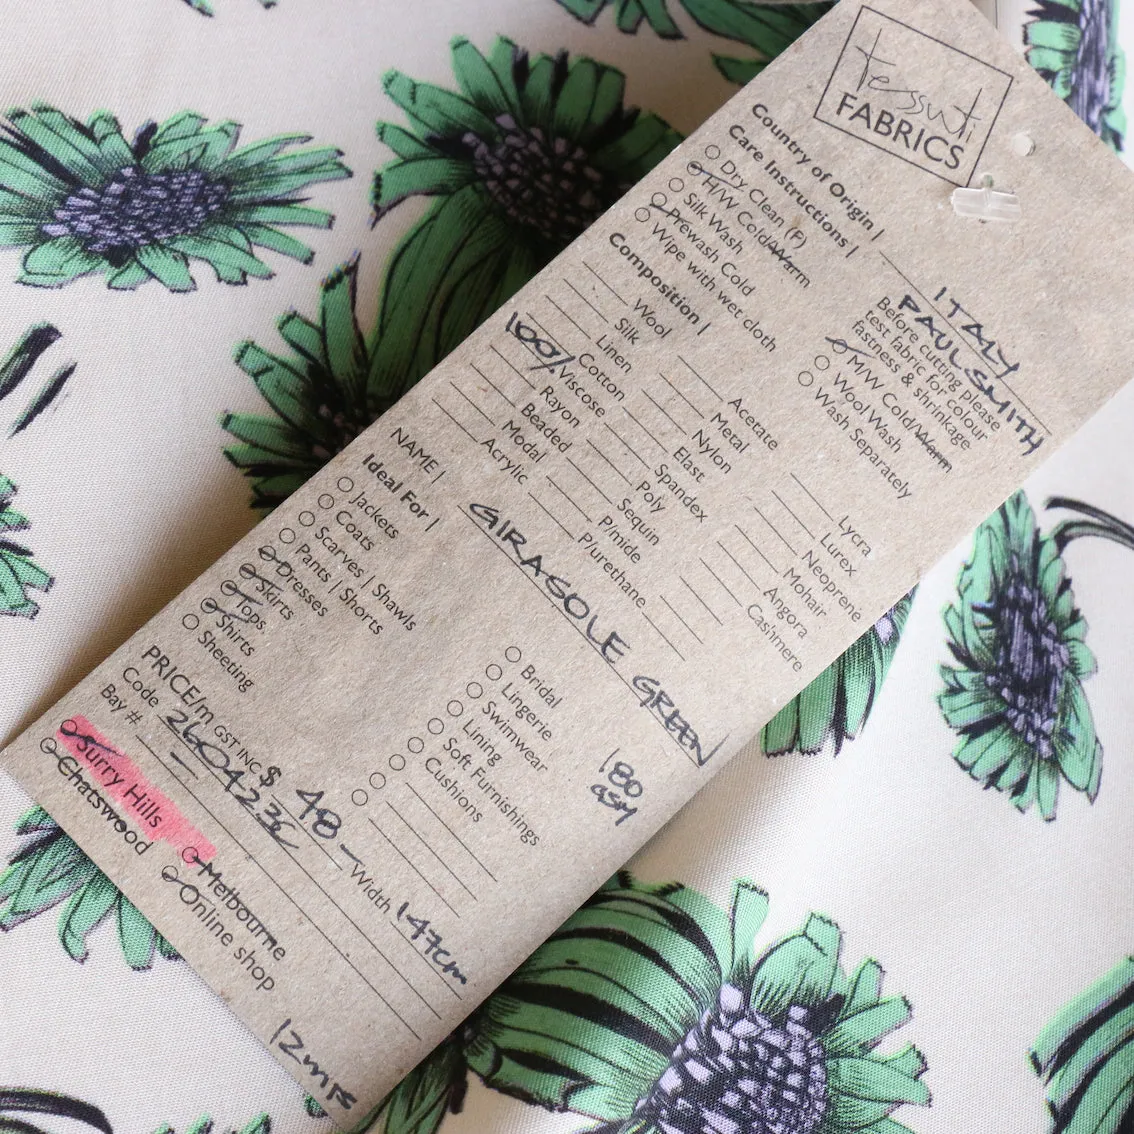 tessuti
FABRICS
Country of Origin | ITALY
PAUL SMITH
Care Instructions |
Before cutting please
test fabric for colour
fastness & shrinkage
Dry Clean (P)
H/W Cold/Warm
Silk Wash
Prewash Cold
Wipe with wet cloth
M/W Cold/Warm
Wool Wash
Wash Separately
Composition |
Wool
Silk
Linen
Cotton
100% Viscose
Rayon
Beaded
Modal
Acrylic
Acetate
Metal
Nylon
Elast
Spandex
Poly
Sequin
P/mide
P/urethane
Lycra
Lurex
Neoprene
Mohair
Angora
Cashmere
NAME | GIRASOLE GREEN
Ideal For |
Jackets
Coats
Scarves | Shawls
Pants | Shorts
Dresses
Skirts
Tops
Shirts
Sheeting
Bridal
Lingerie
Swimwear
Lining
Soft Furnishings
Cushions
180
GSM
PRICE/m GST INC $ 48 – Width 147cm
Code 260423C
Bay #
Surry Hills
Chatswood
Melbourne
Online shop